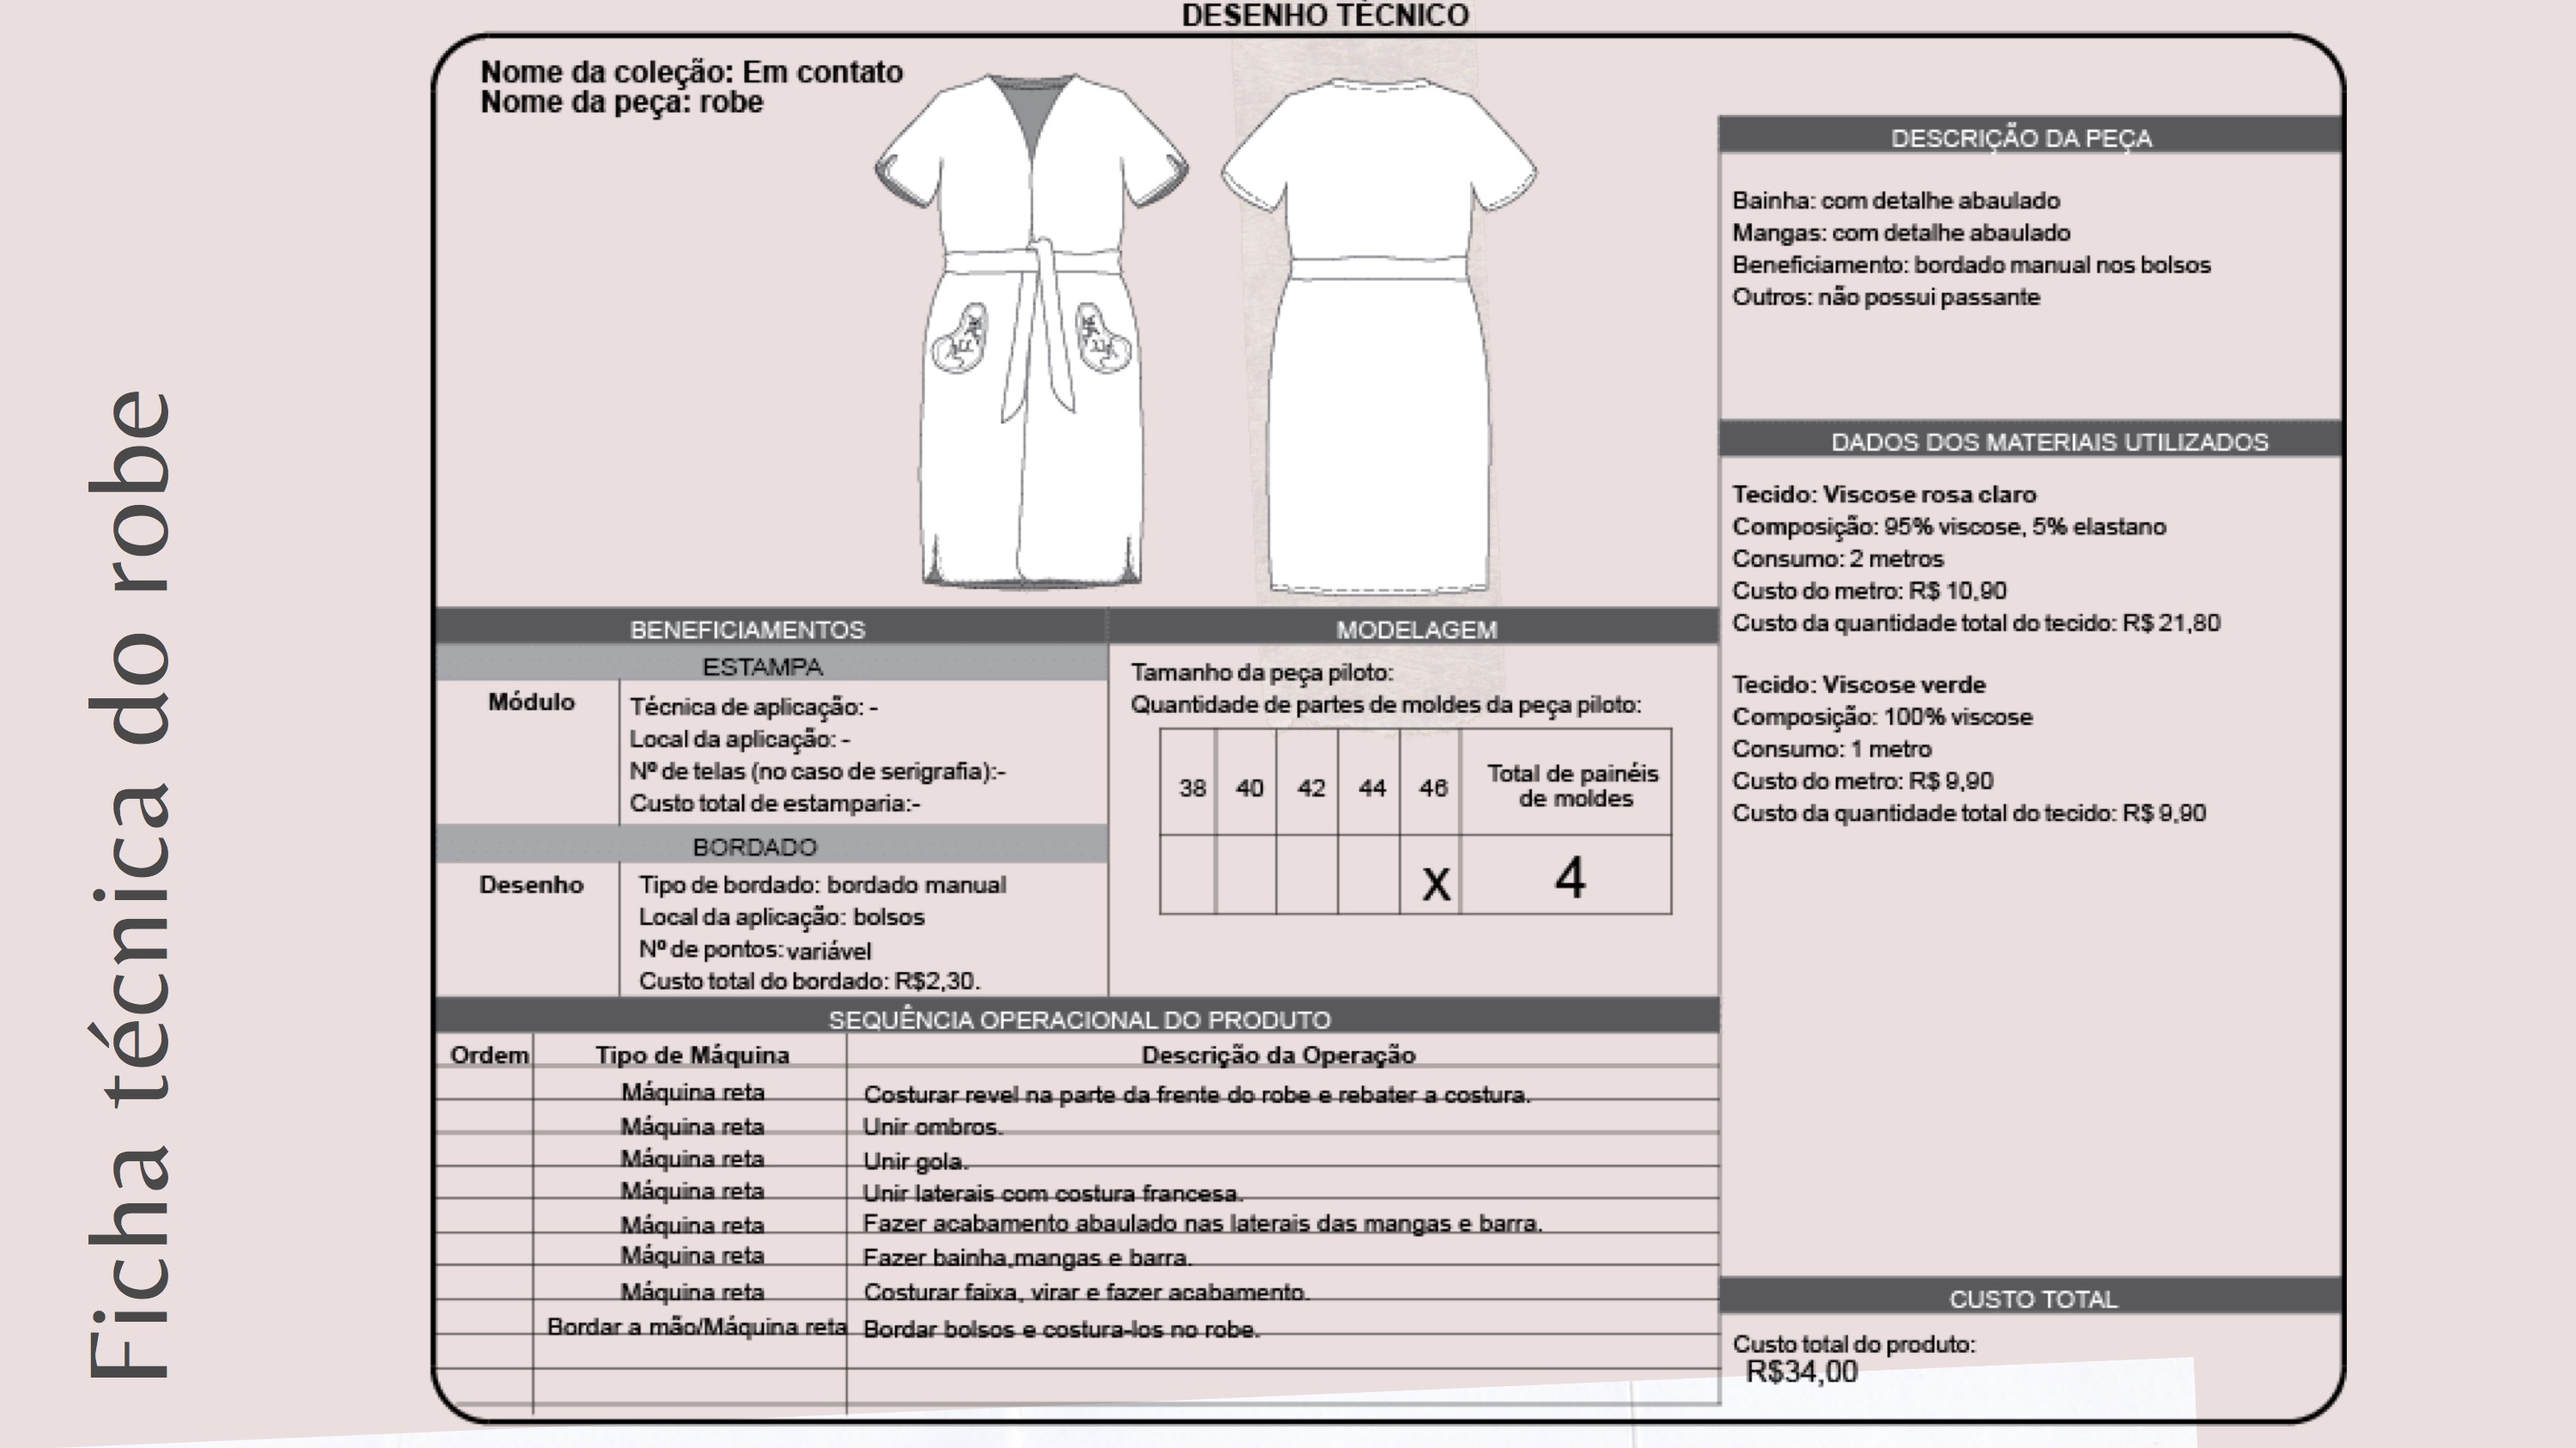 Ficha técnica do robe
DESENHO TÉCNICO
Nome da coleção: Em contato
Nome da peça: robe
DESCRIÇÃO DA PEÇA
Bainha: com detalhe abaulado
Mangas: com detalhe abaulado
Beneficiamento: bordado manual nos bolsos
Outros: não possui passante
DADOS DOS MATERIAIS UTILIZADOS
Tecido: Viscose rosa claro
Composição: 95% viscose, 5% elastano
Consumo: 2 metros
Custo do metro: R$ 10,90
Custo da quantidade total do tecido: R$ 21,80
Tecido: Viscose verde
Composição: 100% viscose
Consumo: 1 metro
Custo do metro: R$ 9,90
Custo da quantidade total do tecido: R$ 9,90
BENEFICIAMENTOS
ESTAMPA
Módulo
Técnica de aplicação: -
Local da aplicação: -
Nº de telas (no caso de serigrafia):-
Custo total de estamparia:-
BORDADO
Desenho
Tipo de bordado: bordado manual
Local da aplicação: bolsos
Nº de pontos: variável
Custo total do bordado: R$2,30.
MODELAGEM
Tamanho da peça piloto:
Quantidade de partes de moldes da peça piloto:
38 40 42 44 46 Total de painéis
de moldes
x 4
SEQUÊNCIA OPERACIONAL DO PRODUTO
Ordem Tipo de Máquina Descrição da Operação
Máquina reta Costurar revel na parte da frente do robe e rebater a costura.
Máquina reta Unir ombros.
Máquina reta Unir gola.
Máquina reta Unir laterais com costura francesa.
Máquina reta Fazer acabamento abaulado nas laterais das mangas e barra.
Máquina reta Fazer bainha,mangas e barra.
Máquina reta Costurar faixa, virar e fazer acabamento.
Bordar a mão/Máquina reta Bordar bolsos e costura-los no robe.
CUSTO TOTAL
Custo total do produto:
R$34,00